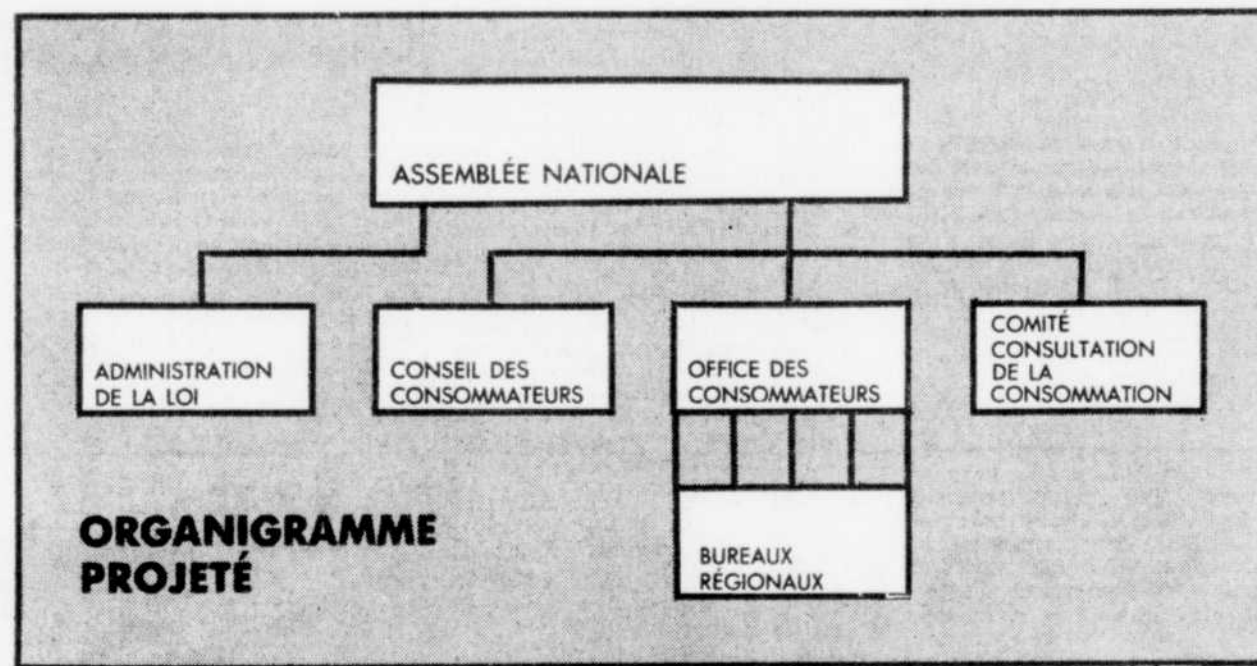 ASSEMBLÉE NATIONALE
ADMINISTRATION
DE LA LOI
CONSEIL DES
CONSOMMATEURS
OFFICE DES
CONSOMMATEURS
COMITÉ
CONSULTATION
DE LA
CONSOMMATION
BUREAUX
RÉGIONAUX
ORGANIGRAMME
PROJETÉ